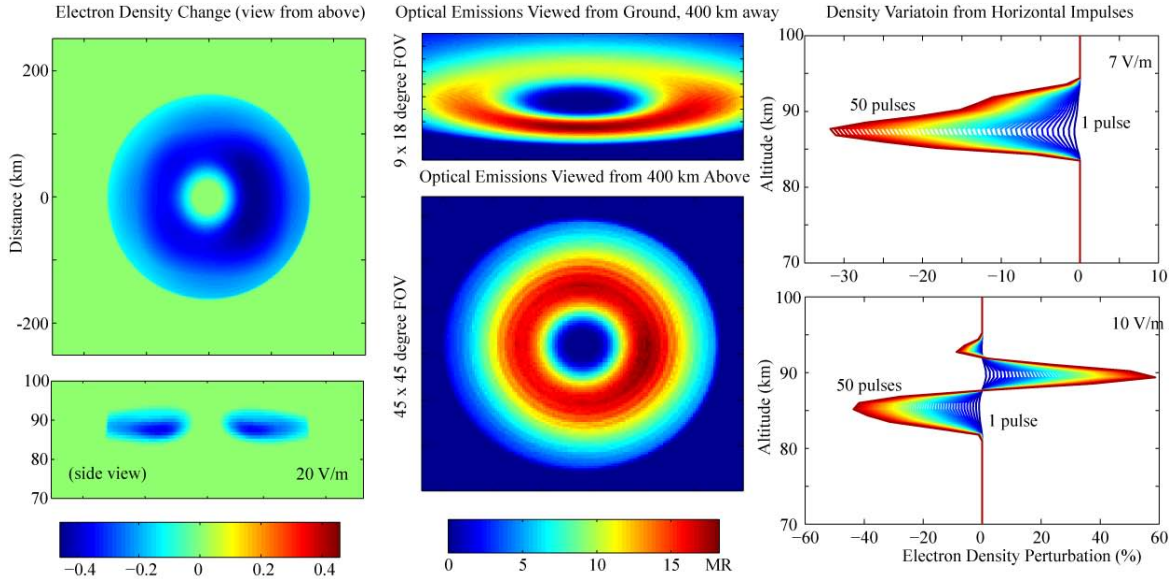 Electron Density Change (view from above)
Distance (km)
200
0
-200
100
90
80
70
(side view)
20 V/m
−0.4
−0.2
0
0.2
0.4
Optical Emissions Viewed from Ground, 400 km away
9 x 18 degree FOV
Optical Emissions Viewed from 400 km Above
45 x 45 degree FOV
0
5
10
15
MR
Density Variatoin from Horizontal Impulses
Altitude (km)
100
90
80
70
7 V/m
50 pulses
1 pulse
−30
−20
−10
0
10
Altitude (km)
100
90
80
70
10 V/m
50 pulses
1 pulse
−60
−40
−20
0
20
40
60
Electron Density Perturbation (%)